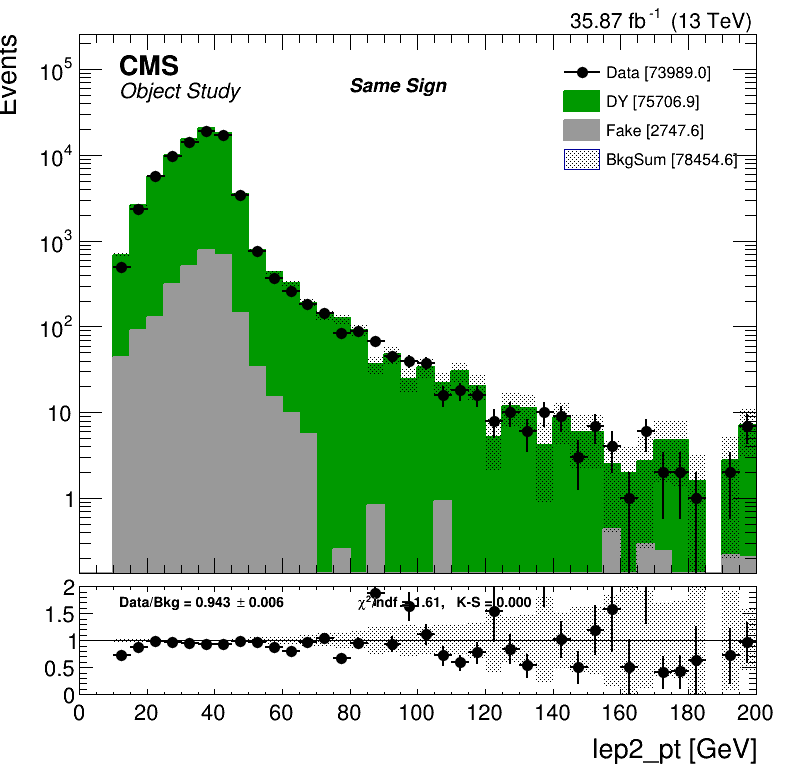 35.87 fb⁻¹ (13 TeV)
Events
CMS
Object Study
Same Sign
Data [73989.0]
DY [75706.9]
Fake [2747.6]
BkgSum [78454.6]
10⁵
10⁴
10³
10²
10
1
Data/Bkg = 0.943 ± 0.006
χ²/ndf = 1.61, K-S = 0.000
2
1.5
1
0.5
0
0 20 40 60 80 100 120 140 160 180 200
lep2_pt [GeV]